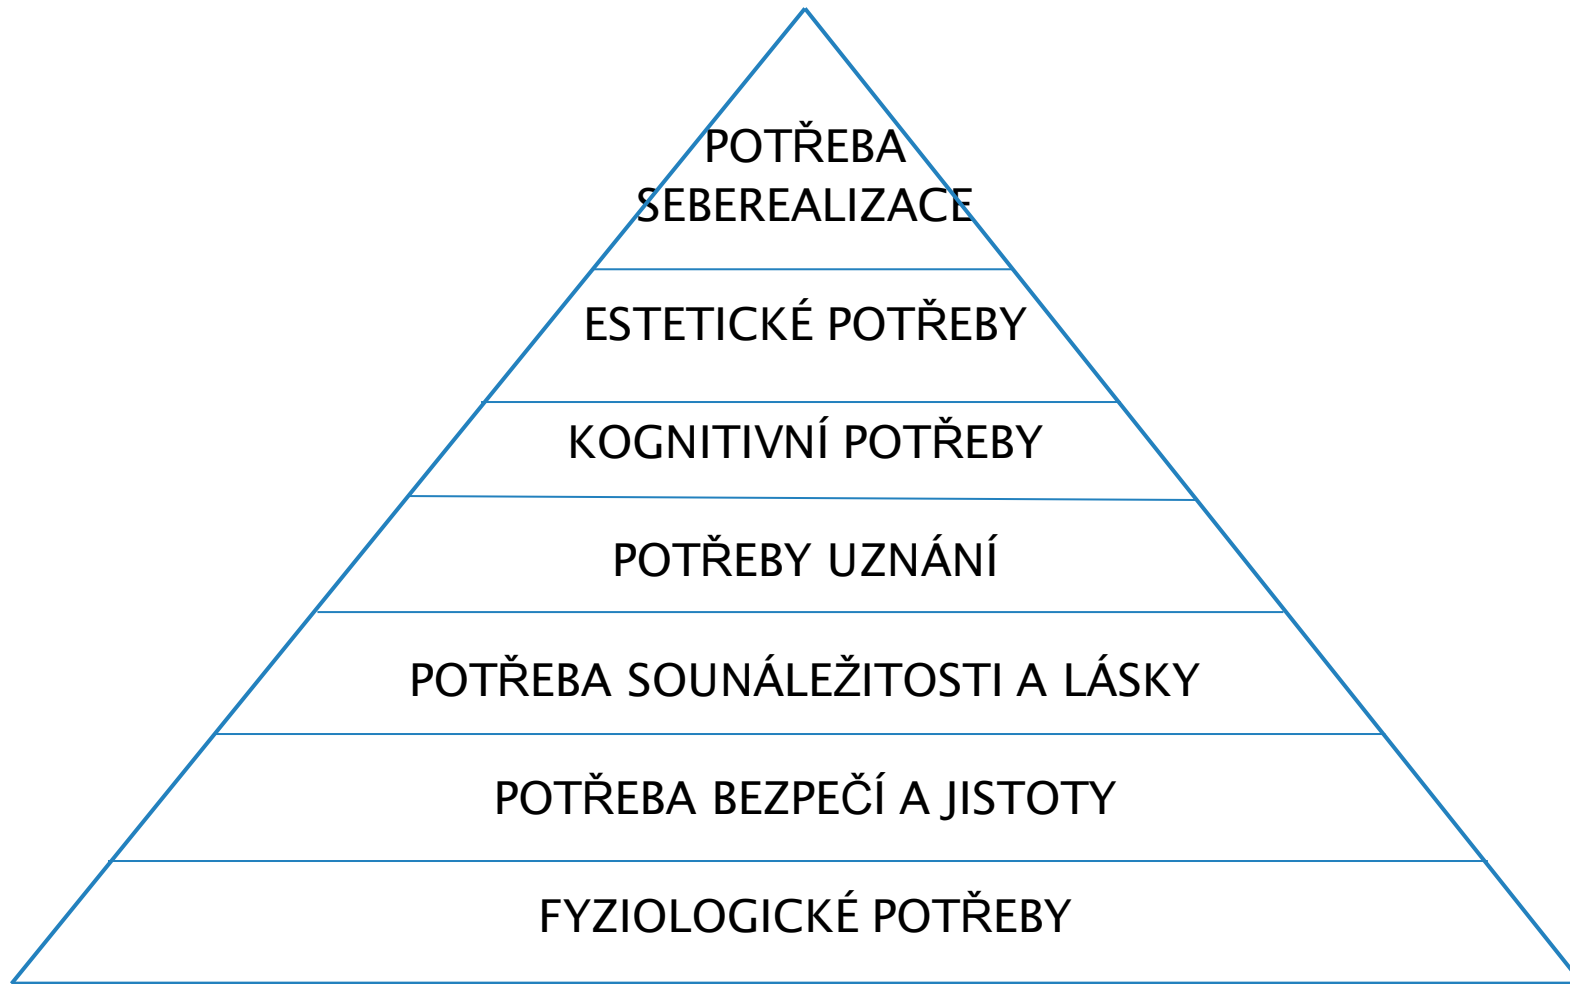 POTŘEBA
SEBEREALIZACE
ESTETICKÉ POTŘEBY
KOGNITIVNÍ POTŘEBY
POTŘEBY UZNÁNÍ
POTŘEBA SOUNÁLEŽITOSTI A LÁSKY
POTŘEBA BEZPEČÍ A JISTOTY
FYZIOLOGICKÉ POTŘEBY